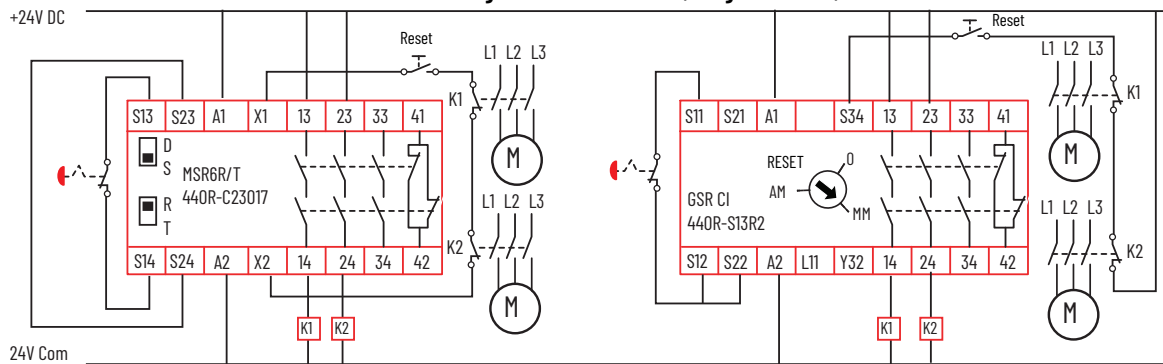 +24V DC
Reset
L1 L2 L3
K1
S13 S23 A1 X1 13 23 33 41
D
S
MSR6R/T
440R-C23017
R
T
M
L1 L2 L3
K2
S14 S24 A2 X2 14 24 34 42
M
K1 K2
24V Com
Reset
L1 L2 L3
K1
S11 S21 A1 S34 13 23 33 41
RESET
O
AM
MM
GSR CI
440R-S13R2
M
L1 L2 L3
K2
S12 S22 A2 L11 Y32 14 24 34 42
M
K1 K2